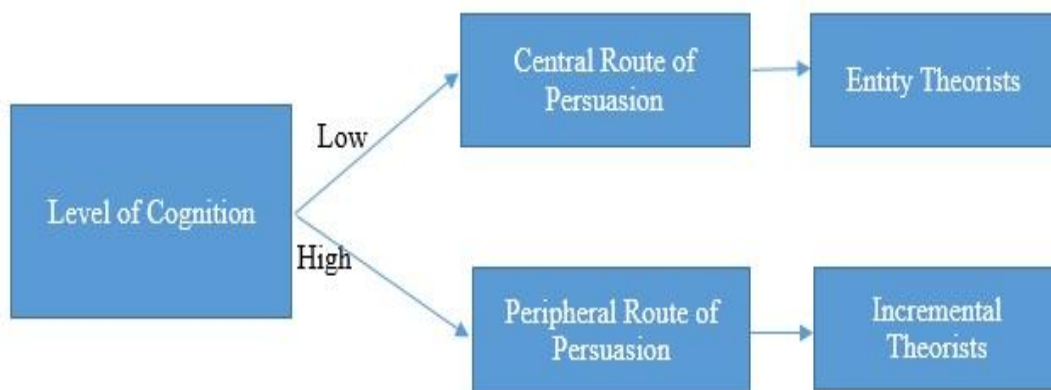 Central Route of
Persuasion
Entity Theorists
Low
Level of Cognition
High
Peripheral Route of
Persuasion
Incremental
Theorists